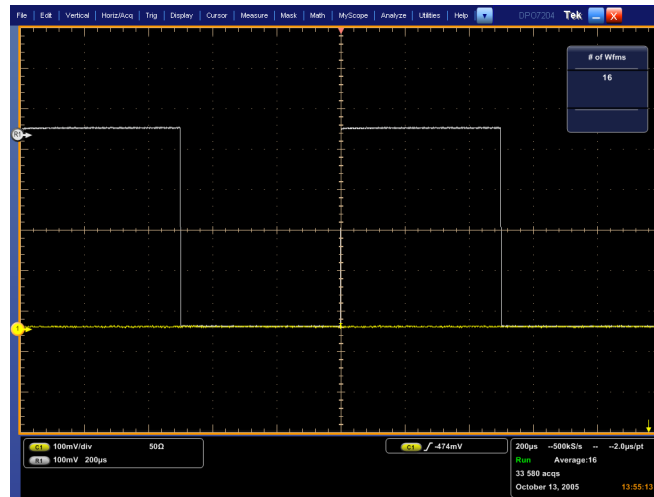 File | Edit | Vertical | Horiz/Acq | Trig | Display | Cursor | Measure | Mask | Math | MyScope | Analyze | Utilities | Help DPO7204 Tek X
# of Wfms
16
R1
1
C1 100mV/div 50Ω
R1 100mV 200µs
C1 -474mV
200µs --500kS/s -- --2.0µs/pt
Run Average:16
33 580 acqs
October 13, 2005 13:55:13